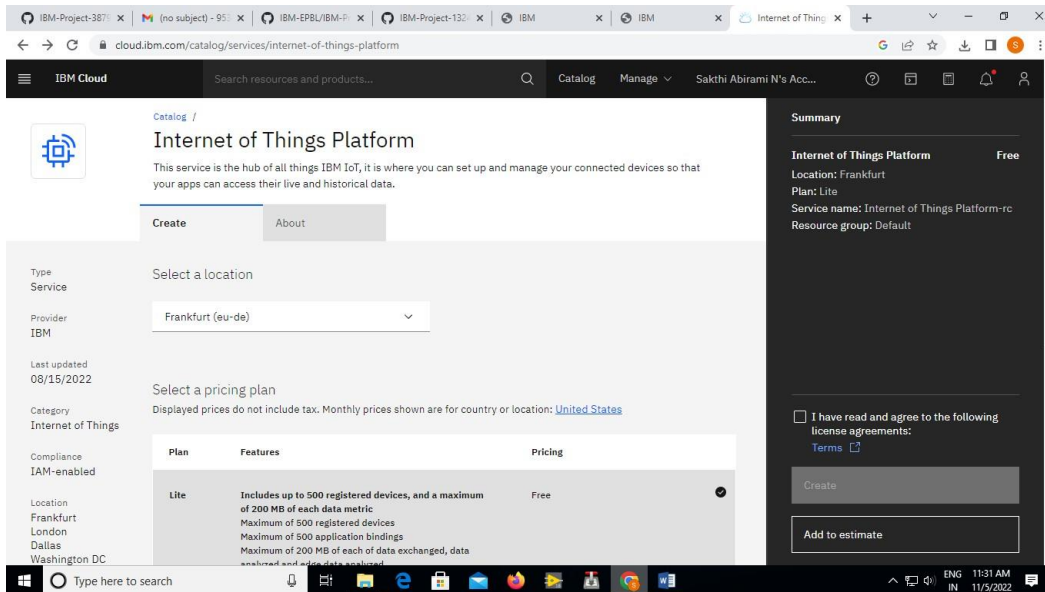 IBM-Project-387
(no subject) - 953
IBM-EPBL/IBM-P
IBM-Project-132
IBM
IBM
Internet of Thing
cloud.ibm.com/catalog/services/internet-of-things-platform
IBM Cloud
Search resources and products...
Catalog
Manage
Sakthi Abirami N's Acc...
Catalog /
Internet of Things Platform
This service is the hub of all things IBM IoT, it is where you can set up and manage your connected devices so that
your apps can access their live and historical data.
Create
About
Type
Service
Provider
IBM
Last updated
08/15/2022
Category
Internet of Things
Compliance
IAM-enabled
Location
Frankfurt
London
Dallas
Washington DC
Select a location
Frankfurt (eu-de)
Select a pricing plan
Displayed prices do not include tax. Monthly prices shown are for country or location: United States
Plan
Features
Pricing
Lite
Includes up to 500 registered devices, and a maximum
of 200 MB of each data metric
Free
Maximum of 500 registered devices
Maximum of 500 application bindings
Maximum of 200 MB of each of data exchanged, data
analyzed and edge data analyzed
Summary
Internet of Things Platform
Free
Location: Frankfurt
Plan: Lite
Service name: Internet of Things Platform-rc
Resource group: Default
I have read and agree to the following
license agreements:
Terms
Create
Add to estimate
Type here to search
ENG
IN
11:31 AM
11/5/2022